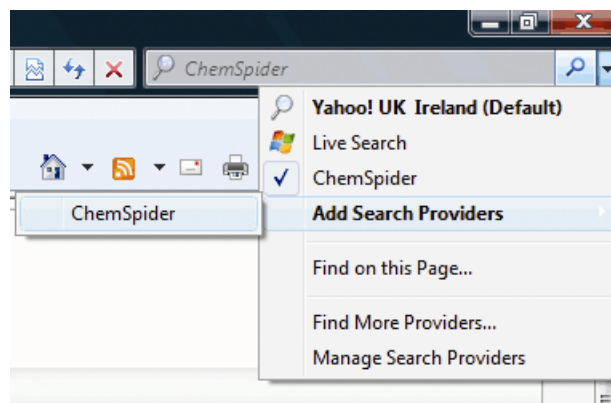 ChemSpider
Yahoo! UK Ireland (Default)
Live Search
ChemSpider
Add Search Providers
ChemSpider
Find on this Page...
Find More Providers...
Manage Search Providers